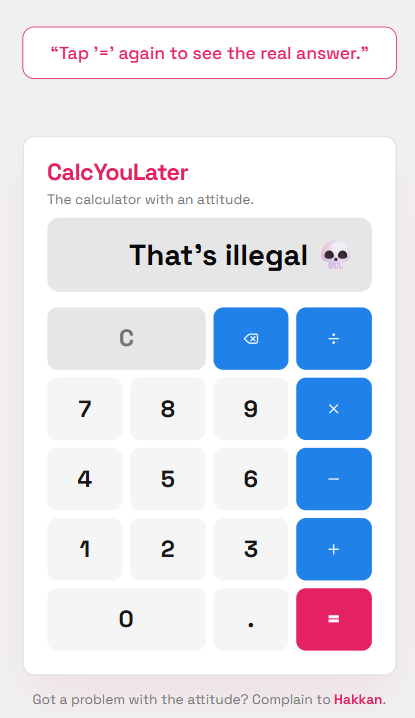 “Tap ’=’ again to see the real answer.”
CalcYouLater
The calculator with an attitude.
That’s illegal 💀
C ⌫ ÷
7 8 9 ×
4 5 6 −
1 2 3 +
0 . =
Got a problem with the attitude? Complain to Hakkan.